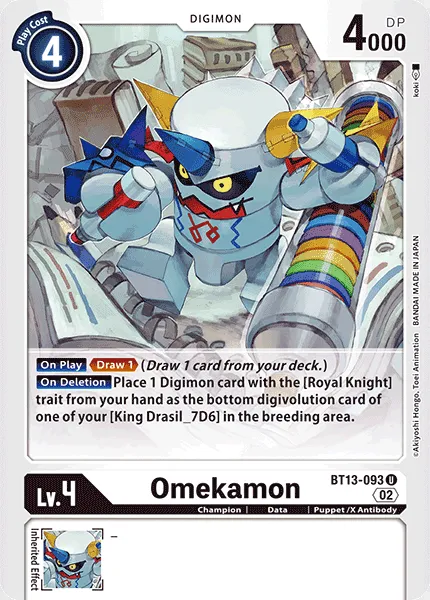 Play Cost
4
DIGIMON
DP
4000
koki
On Play Draw 1 (Draw 1 card from your deck.)
On Deletion Place 1 Digimon card with the [Royal Knight]
trait from your hand as the bottom digivolution card of
one of your [King Drasil_7D6] in the breeding area.
©Akiyoshi Hongo, Toei Animation BANDAI MADE IN JAPAN
Lv.4
Omekamon
BT13-093 U
02
Champion | Data | Puppet /X Antibody
Inherited Effect
–